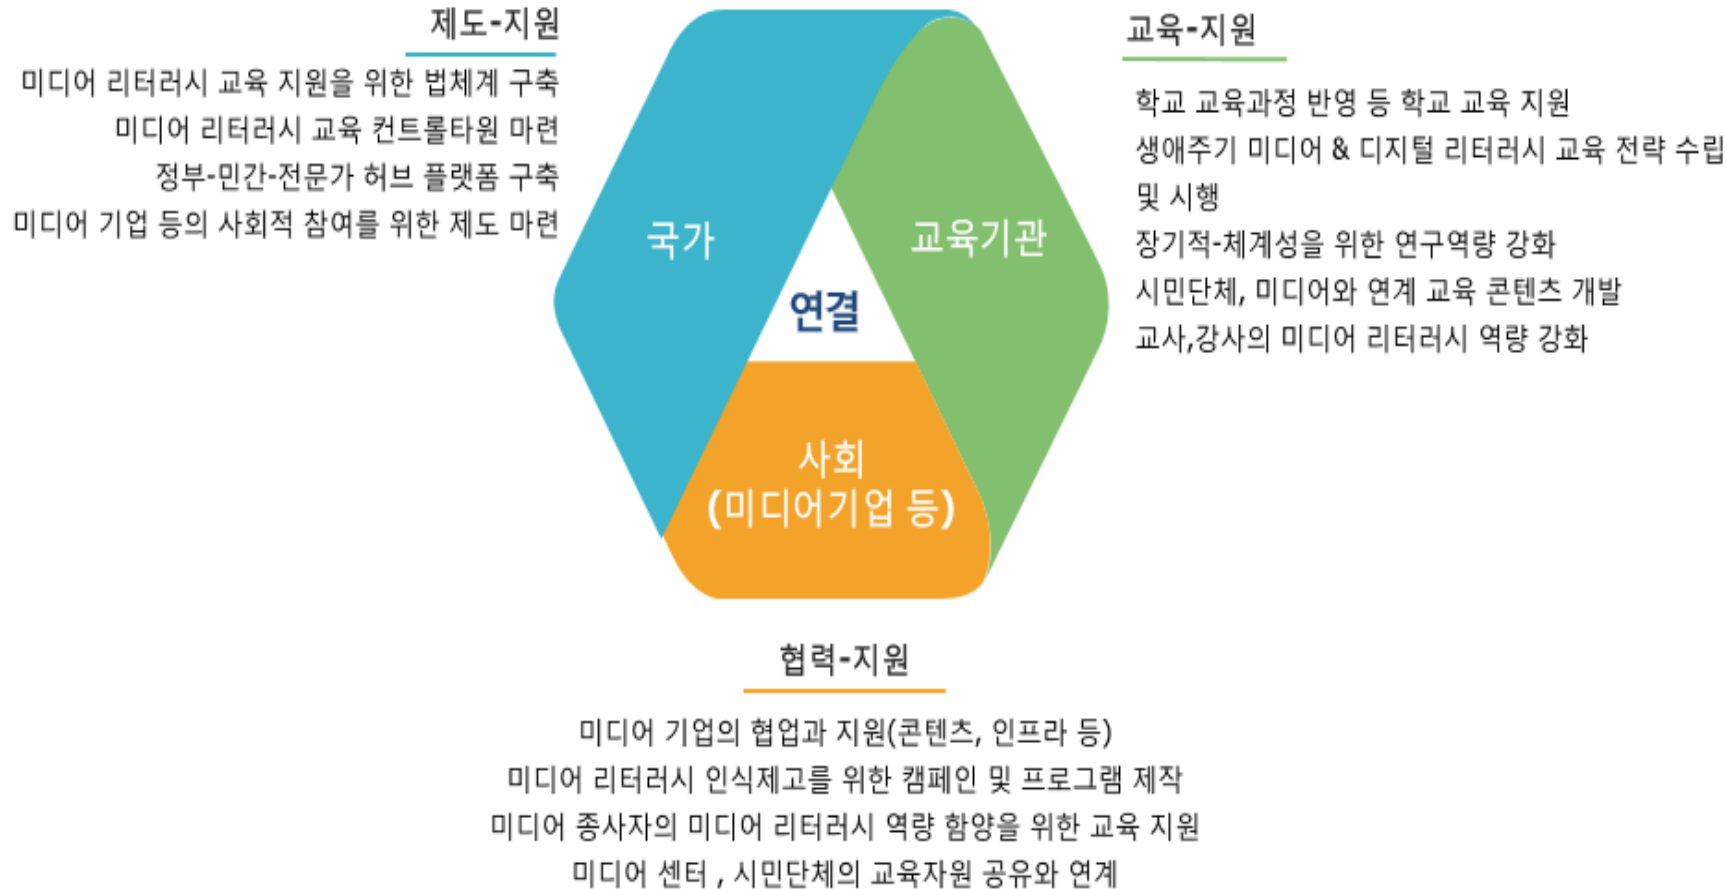 제도-지원
미디어 리터러시 교육 지원을 위한 법체계 구축
미디어 리터러시 교육 컨트롤타원 마련
정부-민간-전문가 허브 플랫폼 구축
미디어 기업 등의 사회적 참여를 위한 제도 마련
교육-지원
학교 교육과정 반영 등 학교 교육 지원
생애주기 미디어 & 디지털 리터러시 교육 전략 수립
및 시행
장기적-체계성을 위한 연구역량 강화
시민단체, 미디어와 연계 교육 콘텐츠 개발
교사,강사의 미디어 리터러시 역량 강화
국가
교육기관
연결
사회
(미디어기업 등)
협력-지원
미디어 기업의 협업과 지원(콘텐츠, 인프라 등)
미디어 리터러시 인식제고를 위한 캠페인 및 프로그램 제작
미디어 종사자의 미디어 리터러시 역량 함양을 위한 교육 지원
미디어 센터 , 시민단체의 교육자원 공유와 연계